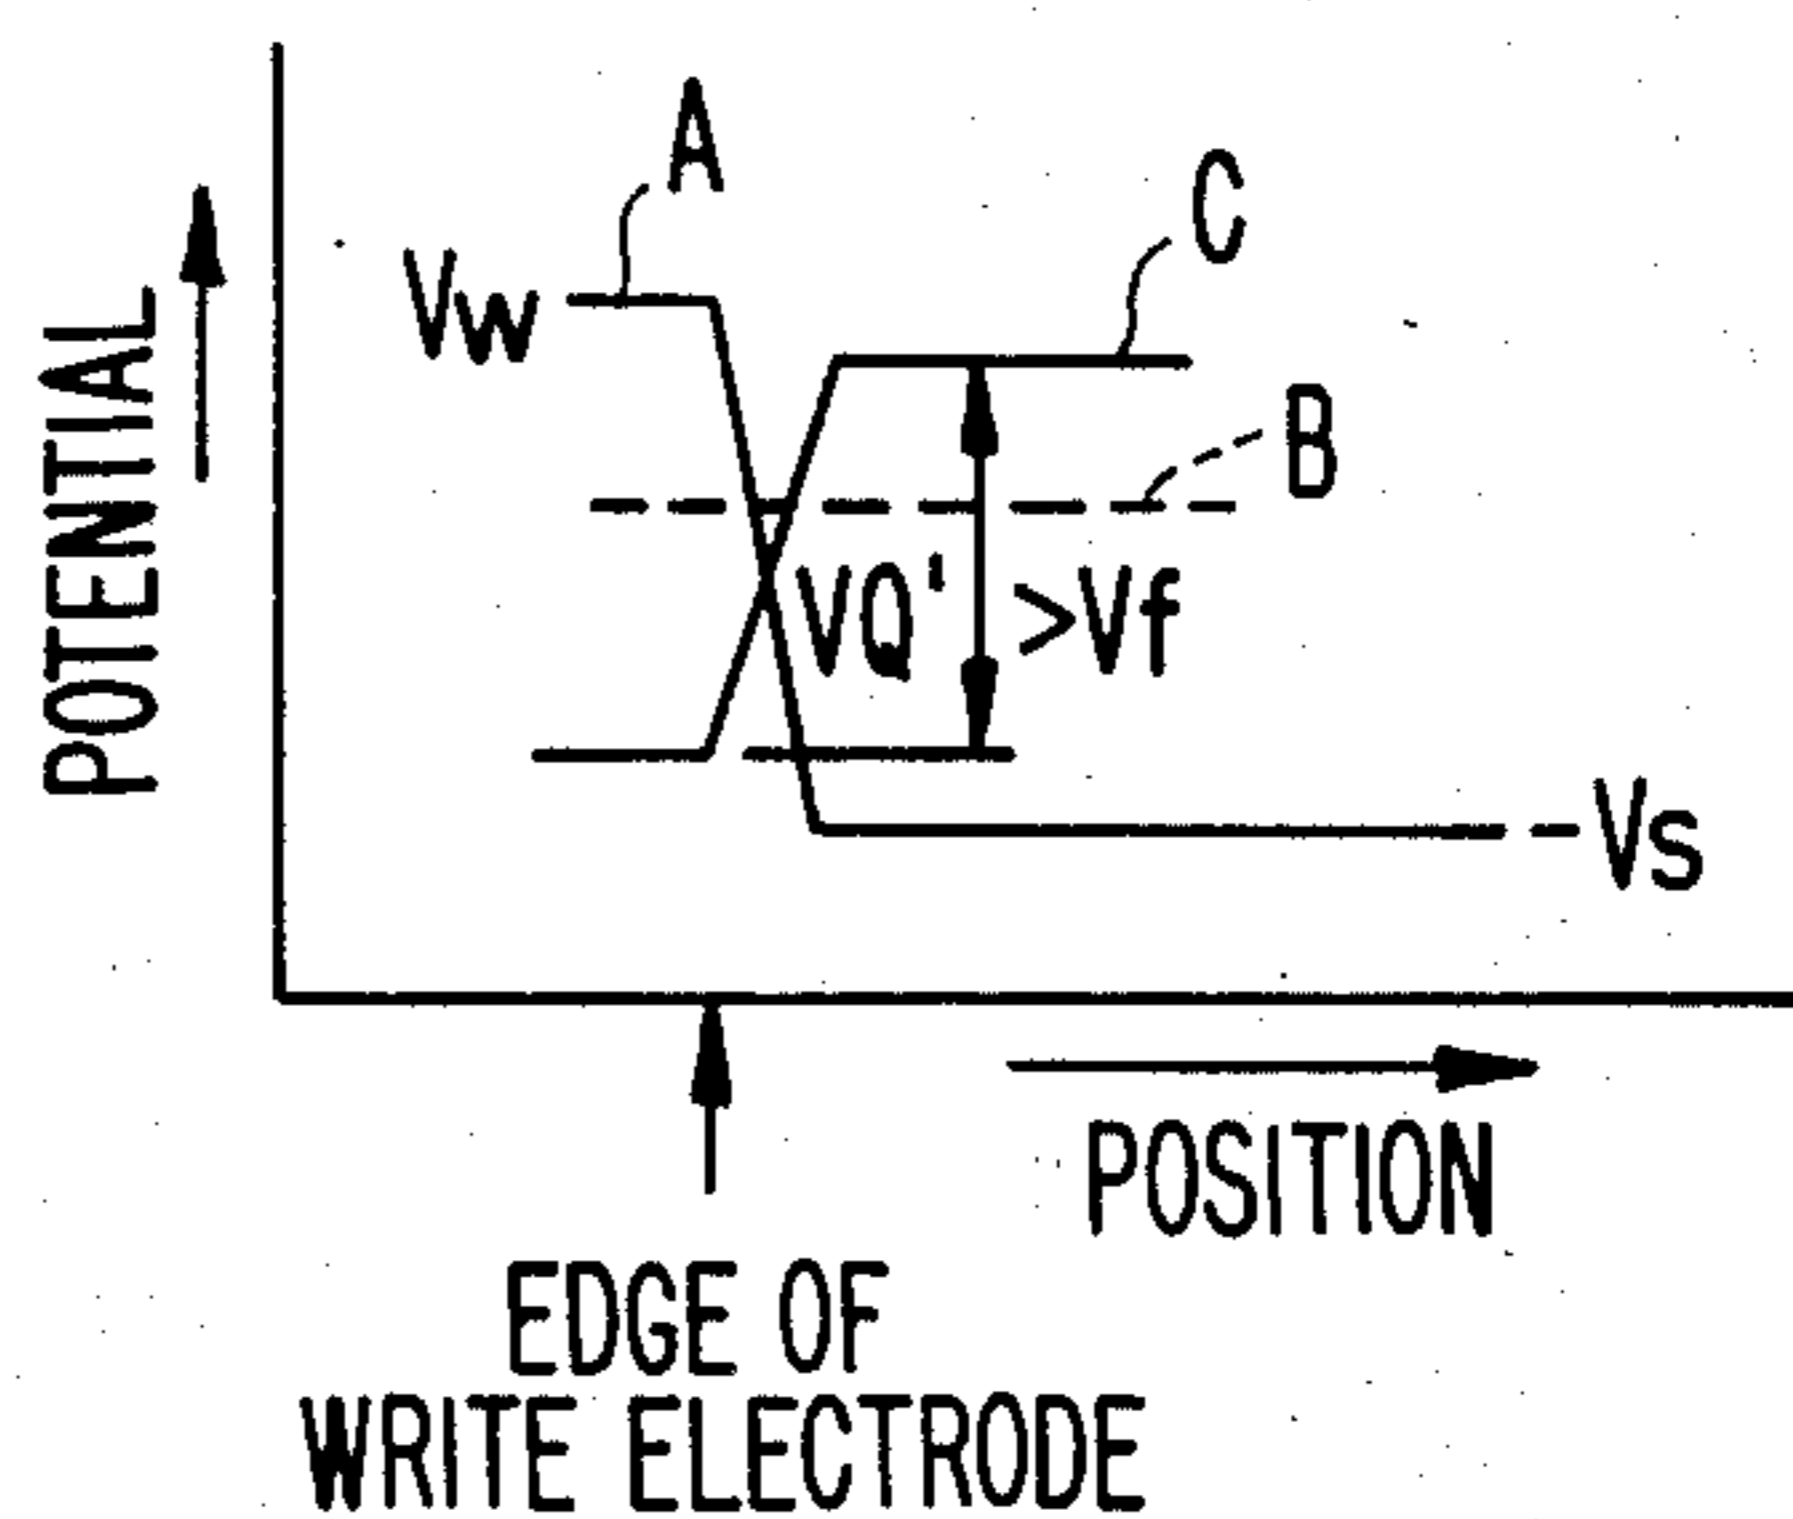 A
C
Vw
B
VQ' >Vf
POTENTIAL
Vs
POSITION
EDGE OF
WRITE ELECTRODE